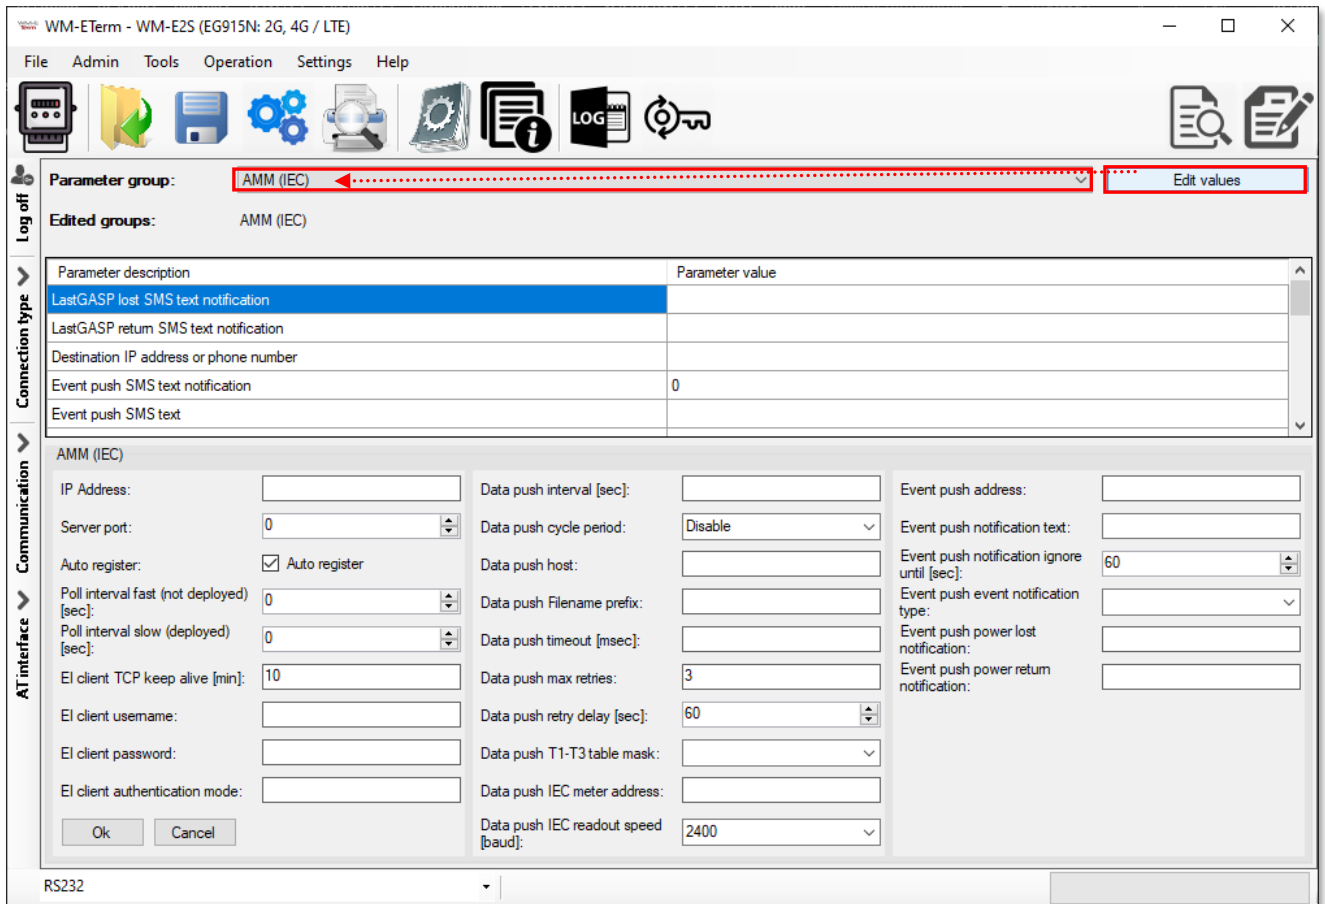 WM-ETerm - WM-E2S (EG915N: 2G, 4G / LTE)
File Admin Tools Operation Settings Help
LOG
Log off
Connection type
Communication
AT interface
Parameter group: AMM (IEC) Edit values
Edited groups: AMM (IEC)
Parameter description Parameter value
LastGASP lost SMS text notification
LastGASP return SMS text notification
Destination IP address or phone number
Event push SMS text notification 0
Event push SMS text
AMM (IEC)
IP Address:
Server port: 0
Auto register: Auto register
Poll interval fast (not deployed)
[sec]: 0
Poll interval slow (deployed)
[sec]: 0
EI client TCP keep alive [min]: 10
EI client username:
EI client password:
EI client authentication mode:
Ok Cancel
Data push interval [sec]:
Data push cycle period: Disable
Data push host:
Data push Filename prefix:
Data push timeout [msec]:
Data push max retries: 3
Data push retry delay [sec]: 60
Data push T1-T3 table mask:
Data push IEC meter address:
Data push IEC readout speed
[baud]: 2400
Event push address:
Event push notification text:
Event push notification ignore
until [sec]: 60
Event push event notification
type:
Event push power lost
notification:
Event push power return
notification:
RS232